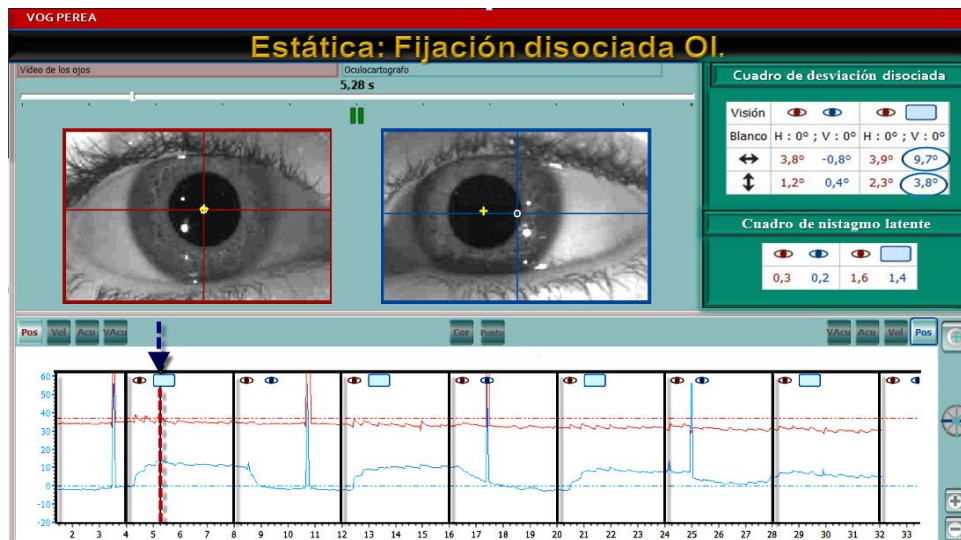 VOG PEREA
Estática: Fijación disociada OI.
Vídeo de los ojos
Oculocartografo
5,28 s
Cuadro de desviación disociada
Visión
Blanco H : 0° ; V : 0° H : 0° ; V : 0°
3,8° -0,8° 3,9° 9,7°
1,2° 0,4° 2,3° 3,8°
Cuadro de nistagmo latente
0,3 0,2 1,6 1,4
Pos Vel Acu VAcu Cor Punto VAcu Acu Vel Pos
60
50
40
30
20
10
0
-10
-20
2 3 4 5 6 7 8 9 10 11 12 13 14 15 16 17 18 19 20 21 22 23 24 25 26 27 28 29 30 31 32 33